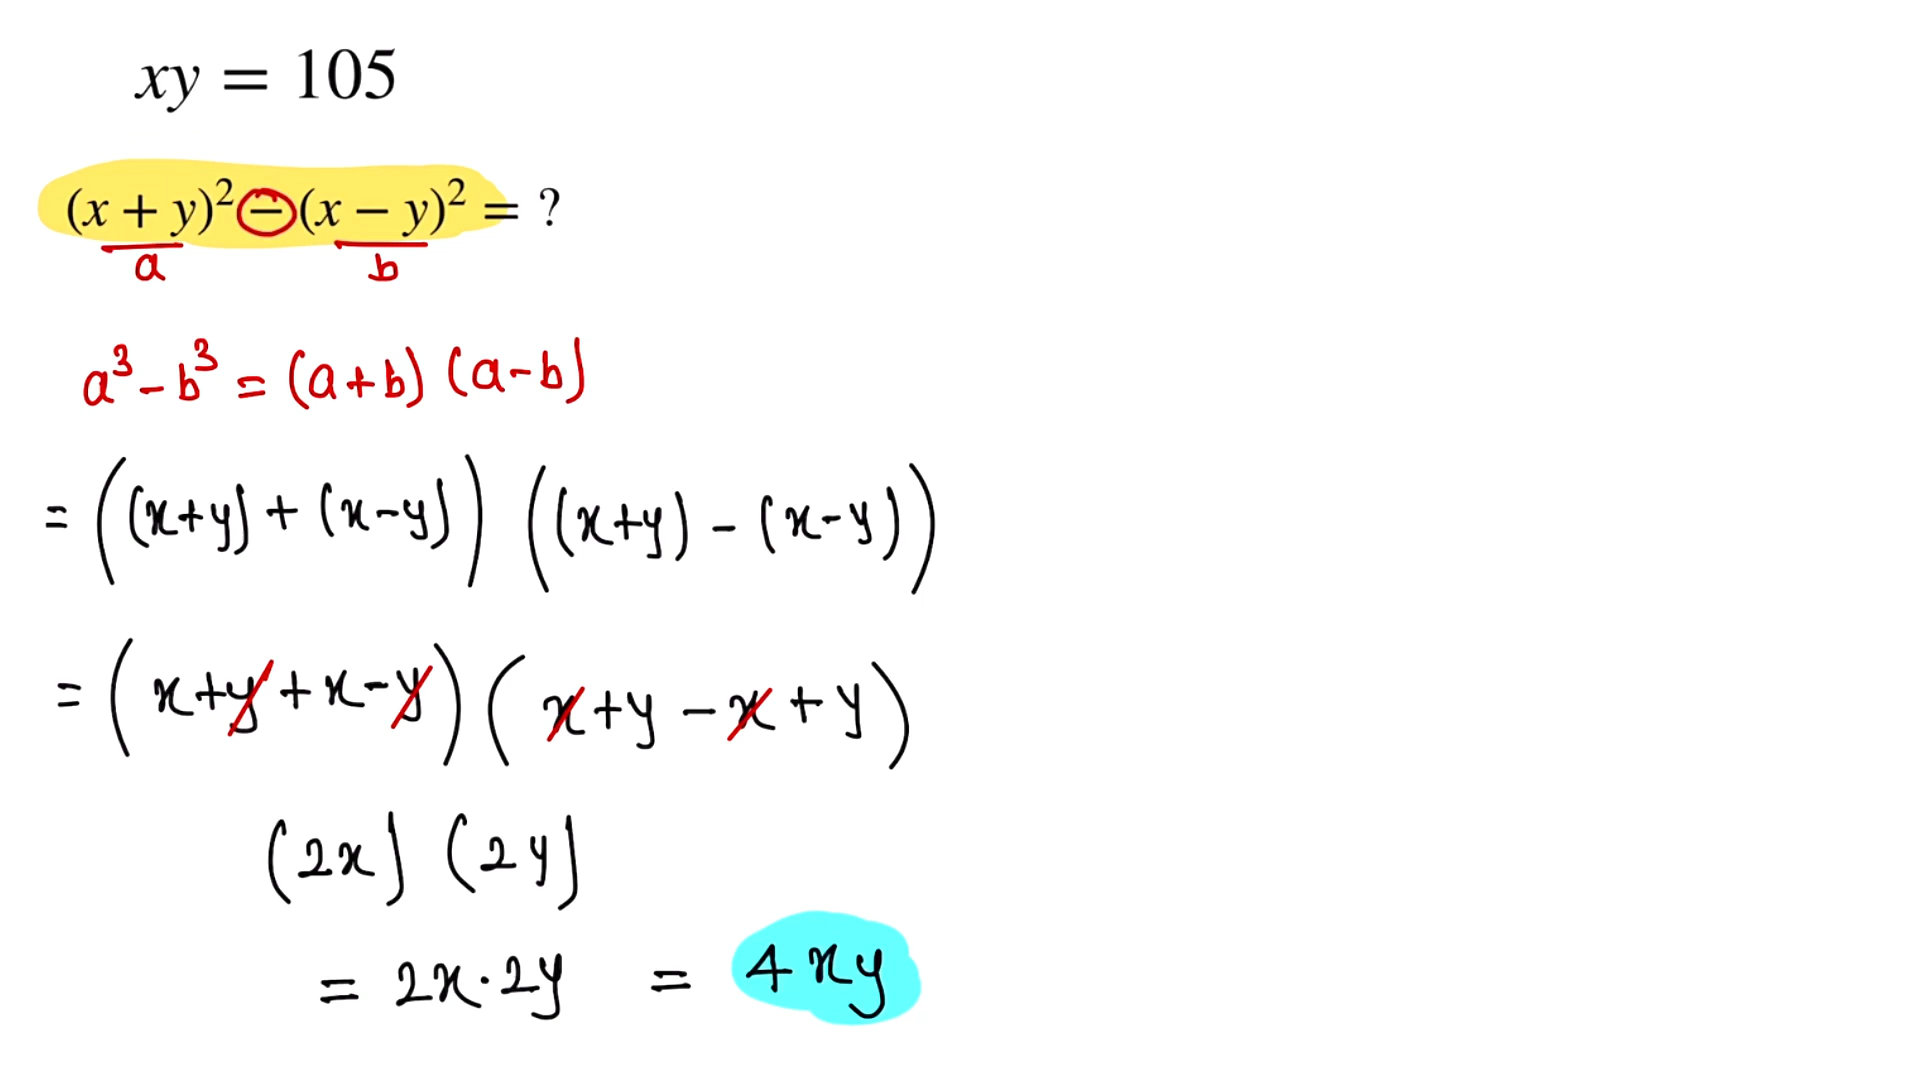 xy = 105
(x + y)² − (x − y)² = ?
a b
a³ − b³ = (a+b) (a−b)
= ((x+y) + (x−y)) ((x+y) − (x−y))
= (x+y+x−y) (x+y−x+y)
(2x) (2y)
= 2x·2y = 4xy